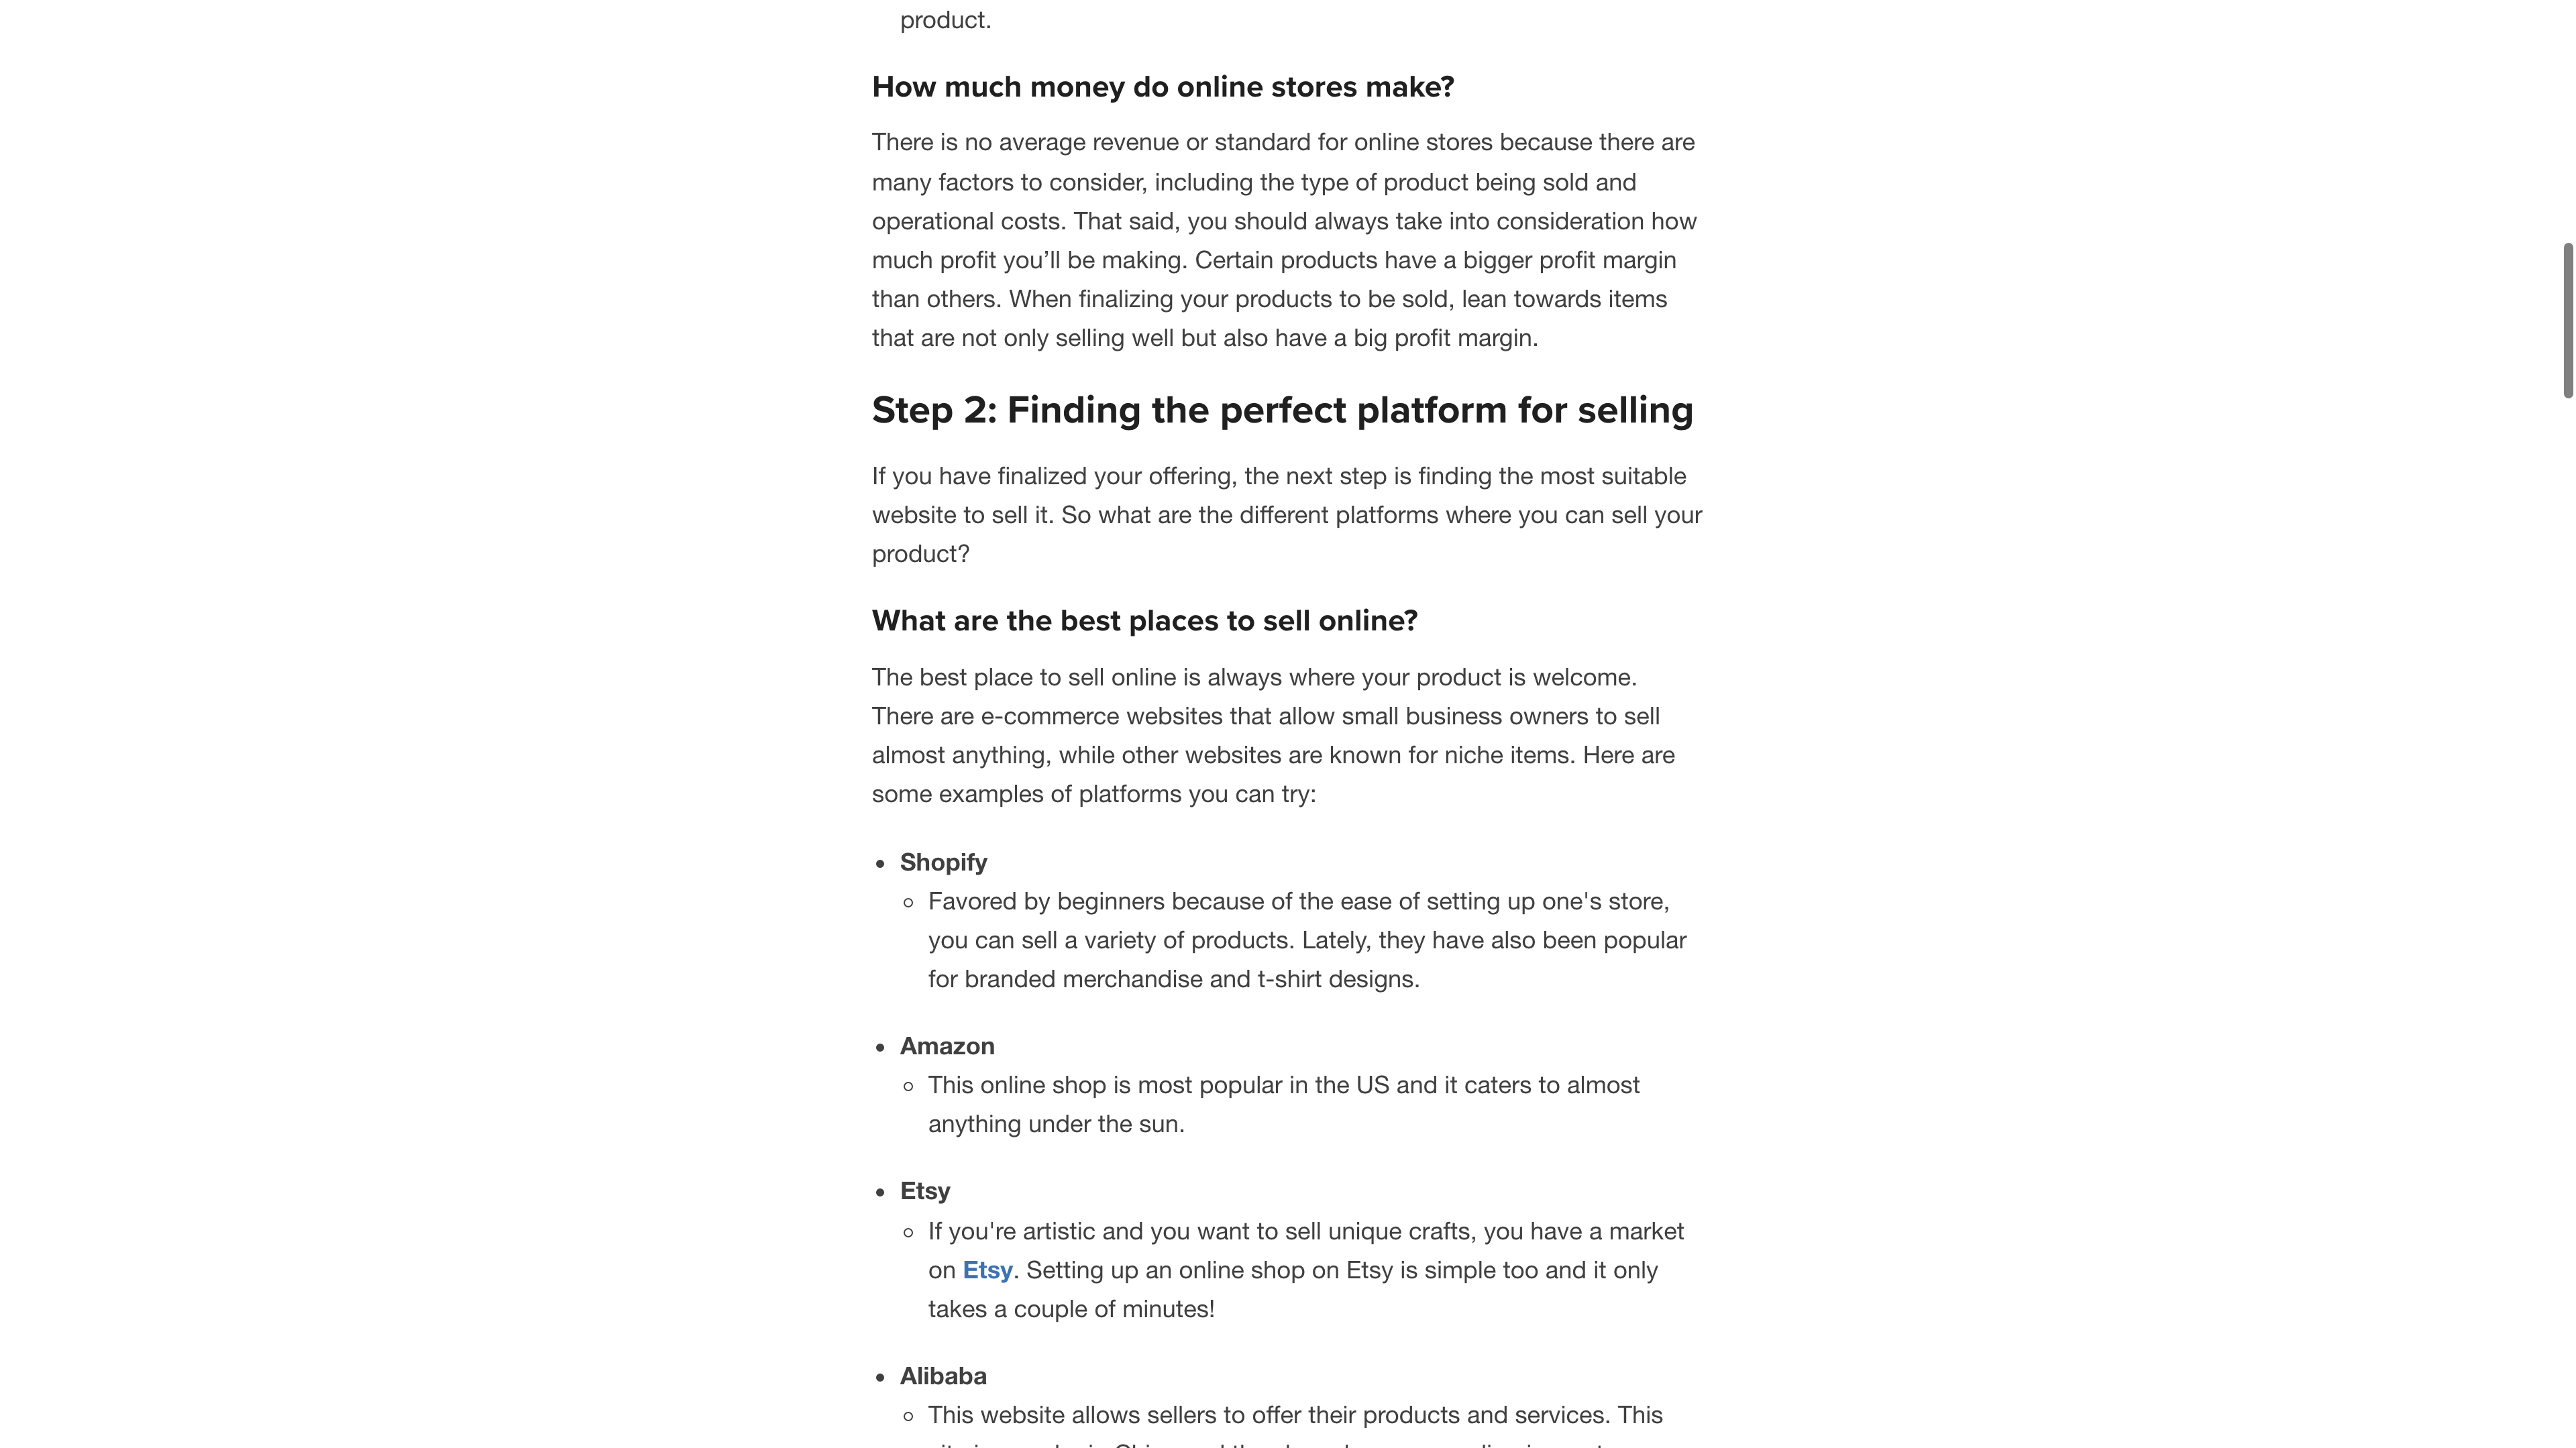 product.
How much money do online stores make?
There is no average revenue or standard for online stores because there are
many factors to consider, including the type of product being sold and
operational costs. That said, you should always take into consideration how
much profit you’ll be making. Certain products have a bigger profit margin
than others. When finalizing your products to be sold, lean towards items
that are not only selling well but also have a big profit margin.
Step 2: Finding the perfect platform for selling
If you have finalized your offering, the next step is finding the most suitable
website to sell it. So what are the different platforms where you can sell your
product?
What are the best places to sell online?
The best place to sell online is always where your product is welcome.
There are e-commerce websites that allow small business owners to sell
almost anything, while other websites are known for niche items. Here are
some examples of platforms you can try:
• Shopify
◦ Favored by beginners because of the ease of setting up one's store,
you can sell a variety of products. Lately, they have also been popular
for branded merchandise and t-shirt designs.
• Amazon
◦ This online shop is most popular in the US and it caters to almost
anything under the sun.
• Etsy
◦ If you're artistic and you want to sell unique crafts, you have a market
on Etsy. Setting up an online shop on Etsy is simple too and it only
takes a couple of minutes!
• Alibaba
◦ This website allows sellers to offer their products and services. This